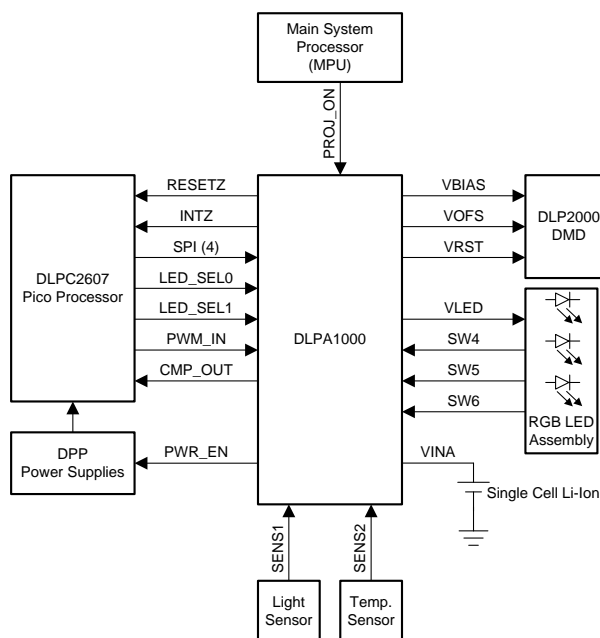 Main System
Processor
(MPU)
PROJ_ON
RESETZ
INTZ
SPI (4)
LED_SEL0
LED_SEL1
PWM_IN
CMP_OUT
DLPC2607
Pico Processor
DPP
Power Supplies
PWR_EN
DLPA1000
VBIAS
VOFS
VRST
DLP2000
DMD
VLED
SW4
SW5
SW6
RGB LED
Assembly
VINA
Single Cell Li-Ion
SENS1
SENS2
Light
Sensor
Temp.
Sensor